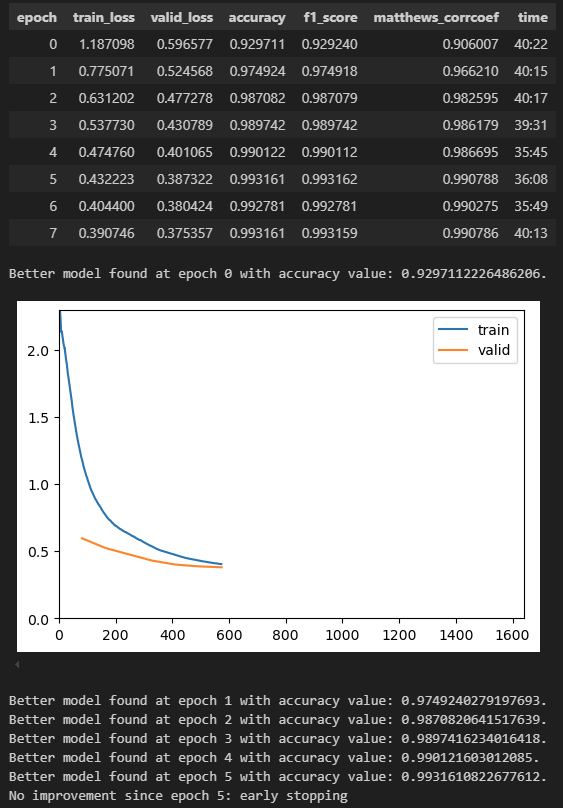 epoch train_loss valid_loss accuracy f1_score matthews_corrcoef time
0 1.187098 0.596577 0.929711 0.929240 0.906007 40:22
1 0.775071 0.524568 0.974924 0.974918 0.966210 40:15
2 0.631202 0.477278 0.987082 0.987079 0.982595 40:17
3 0.537730 0.430789 0.989742 0.989742 0.986179 39:31
4 0.474760 0.401065 0.990122 0.990112 0.986695 35:45
5 0.432223 0.387322 0.993161 0.993162 0.990788 36:08
6 0.404400 0.380424 0.992781 0.992781 0.990275 35:49
7 0.390746 0.375357 0.993161 0.993159 0.990786 40:13
Better model found at epoch 0 with accuracy value: 0.9297112226486206.
train
valid
2.0
1.5
1.0
0.5
0.0
0 200 400 600 800 1000 1200 1400 1600
Better model found at epoch 1 with accuracy value: 0.9749240279197693.
Better model found at epoch 2 with accuracy value: 0.9870820641517639.
Better model found at epoch 3 with accuracy value: 0.9897416234016418.
Better model found at epoch 4 with accuracy value: 0.990121603012085.
Better model found at epoch 5 with accuracy value: 0.9931610822677612.
No improvement since epoch 5: early stopping